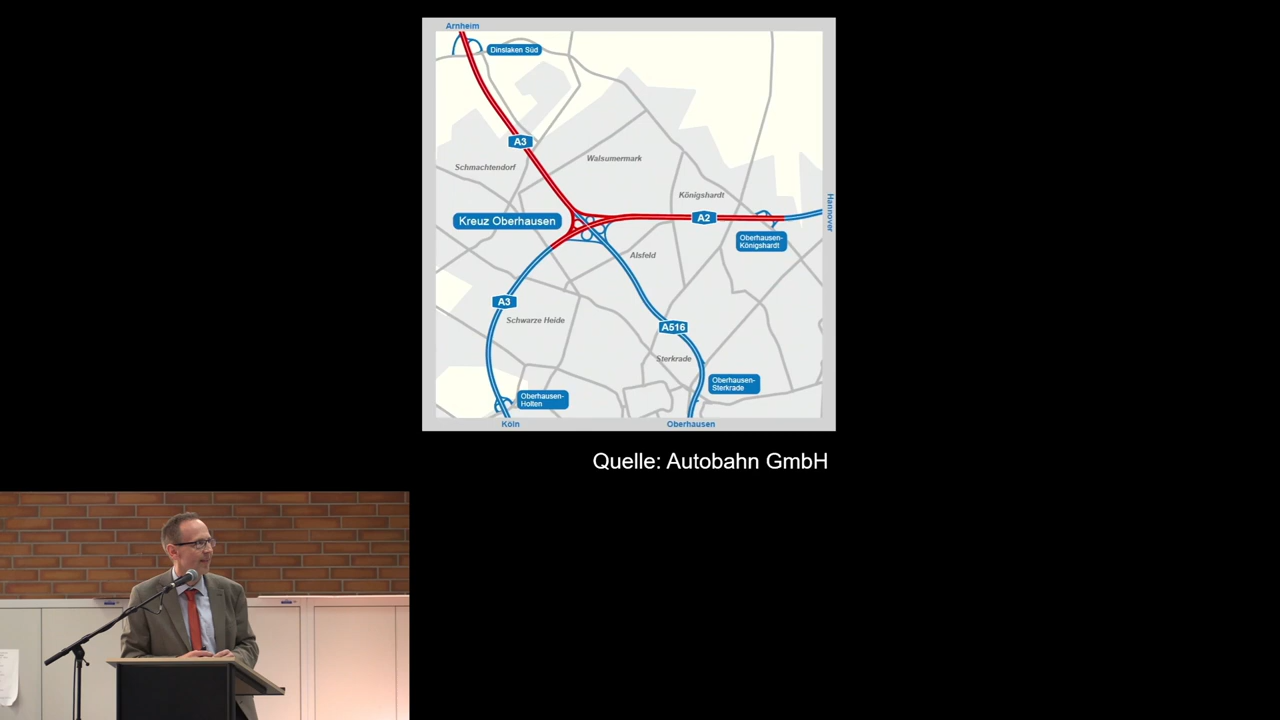 Arnheim
Dinslaken Süd
A3
Walsumermark
Schmachtendorf
Königshardt
Hannover
Kreuz Oberhausen
A2
Oberhausen-
Königshardt
Alsfeld
A3
Schwarze Heide
A516
Sterkrade
Oberhausen-
Sterkrade
Oberhausen-
Holten
Köln
Oberhausen
Quelle: Autobahn GmbH